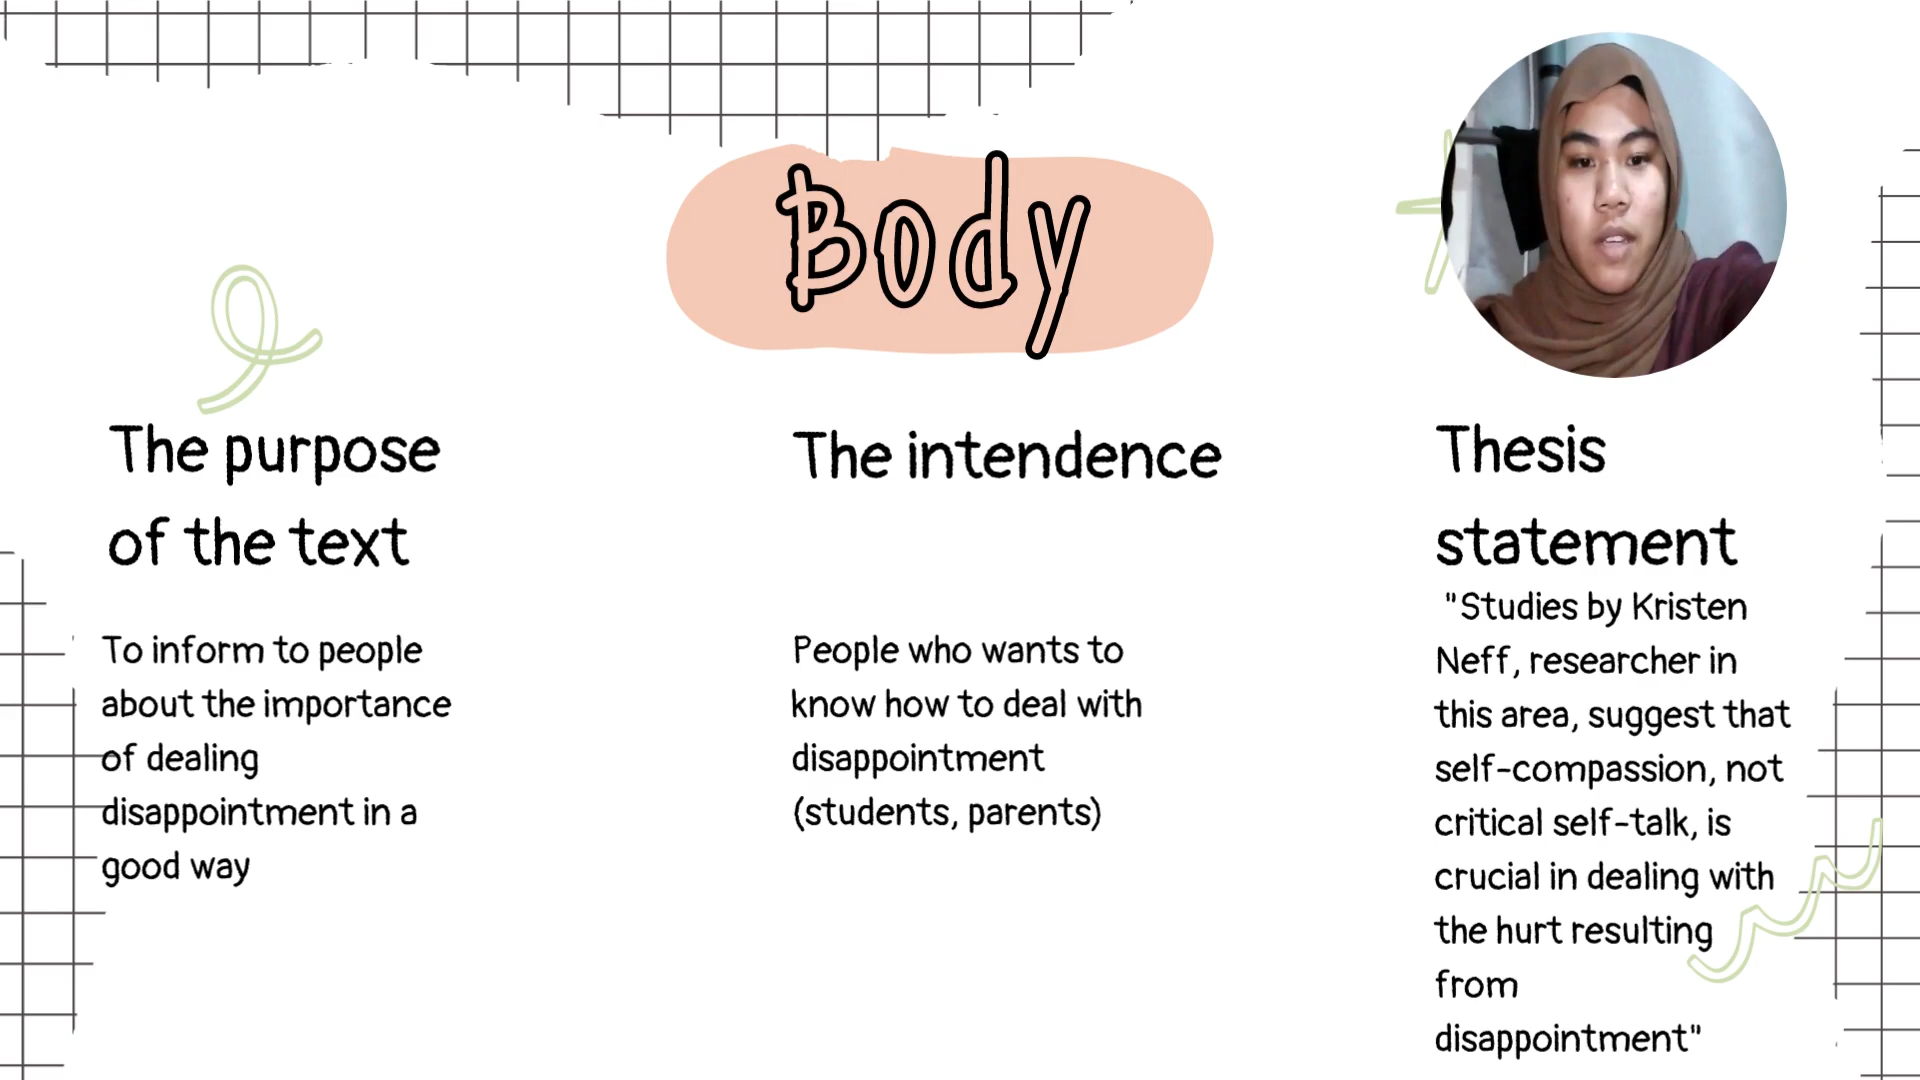 Body
The purpose
of the text
To inform to people
about the importance
of dealing
disappointment in a
good way
The intendence
People who wants to
know how to deal with
disappointment
(students, parents)
Thesis
statement
"Studies by Kristen
Neff, researcher in
this area, suggest that
self-compassion, not
critical self-talk, is
crucial in dealing with
the hurt resulting
from
disappointment"